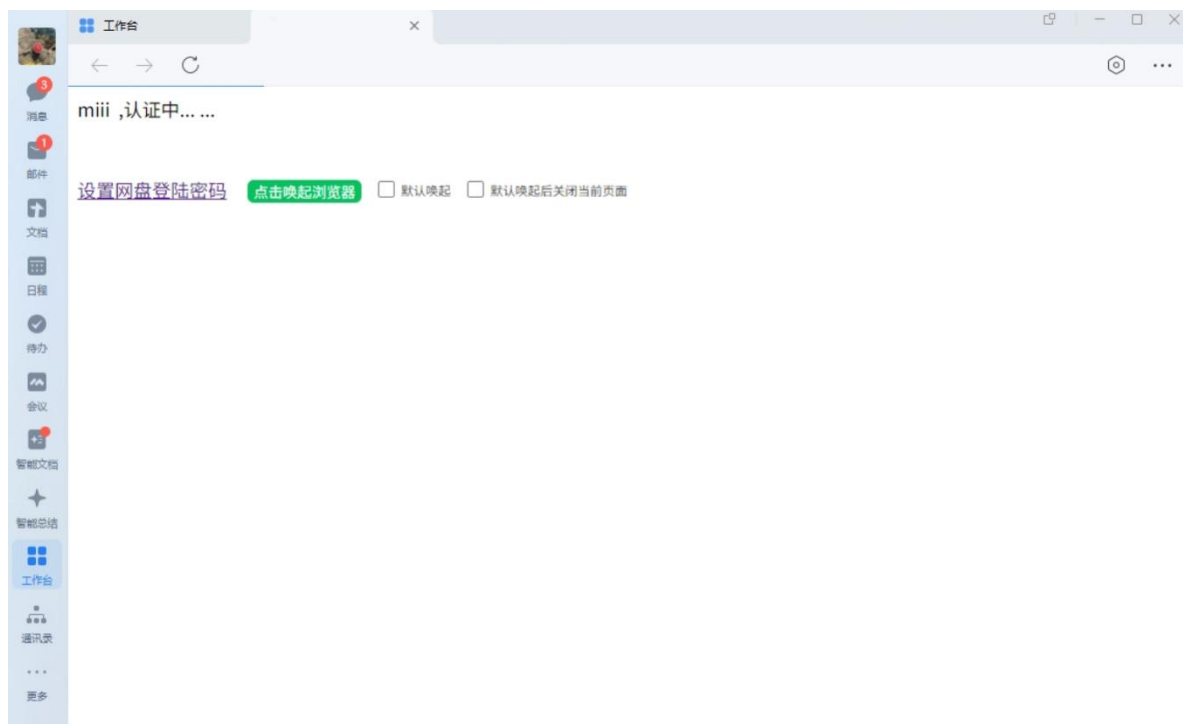 工作台
miii ,认证中... ...
设置网盘登陆密码 点击唤起浏览器 默认唤起 默认唤起后关闭当前页面
3
消息
1
邮件
文档
日程
待办
会议
智能文档
智能总结
工作台
通讯录
更多